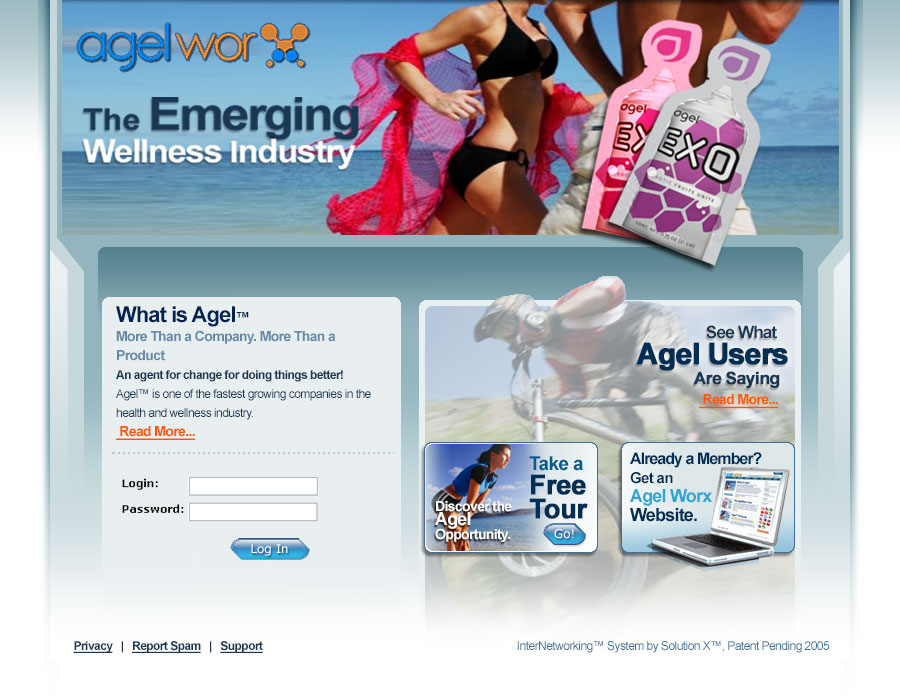 agelworx
The Emerging
Wellness Industry
agel
EX
agel
EXO
EXOTIC FRUITS UNITE
What is Agel™
More Than a Company. More Than a
Product
An agent for change for doing things better!
Agel™ is one of the fastest growing companies in the
health and wellness industry.
Read More...
Login:
Password:
Log In
See What
Agel Users
Are Saying
Read More...
Take a
Free
Tour
Go!
Discover the
Agel
Opportunity.
Already a Member?
Get an
Agel Worx
Website.
Privacy | Report Spam | Support
InterNetworking™ System by Solution X™, Patent Pending 2005